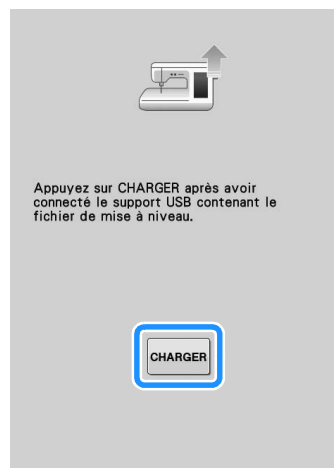 Appuyez sur CHARGER après avoir
connecté le support USB contenant le
fichier de mise à niveau.
CHARGER